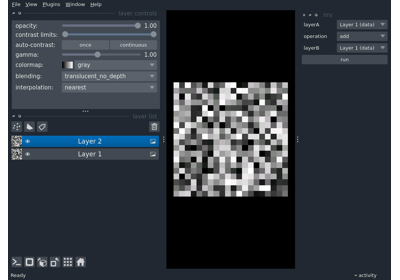 File View Plugins Window Help
layer controls
opacity: 1.00
contrast limits:
auto-contrast: once continuous
gamma: 1.00
colormap: gray
blending: translucent_no_depth
interpolation: nearest
layer list
Layer 2
Layer 1
Ready
layerA Layer 1 (data)
operation add
layerB Layer 1 (data)
run
activity